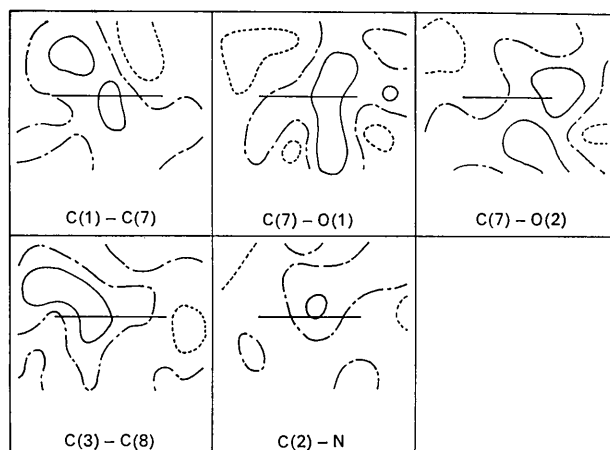 C(1) – C(7)
C(7) – O(1)
C(7) – O(2)
C(3) – C(8)
C(2) – N